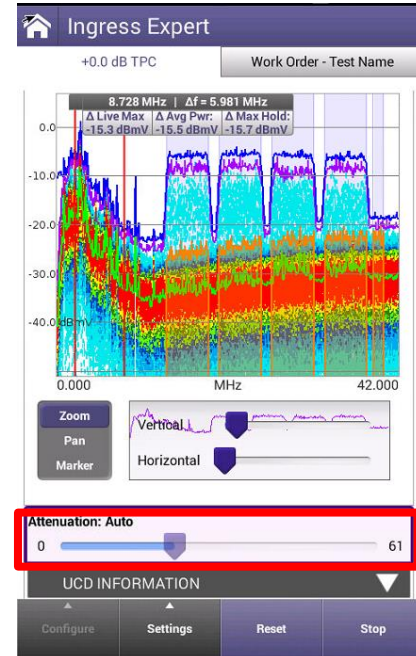 Ingress Expert
+0.0 dB TPC
Work Order - Test Name
8.728 MHz | Δf = 5.981 MHz
Δ Live Max Δ Avg Pwr: Δ Max Hold:
-15.3 dBmV -15.5 dBmV -15.7 dBmV
0.0
-10.0
-20.0
-30.0
-40.0 dBmV
0.000 MHz 42.000
Zoom
Pan
Marker
Vertical
Horizontal
Attenuation: Auto
0 61
UCD INFORMATION
Configure Settings Reset Stop